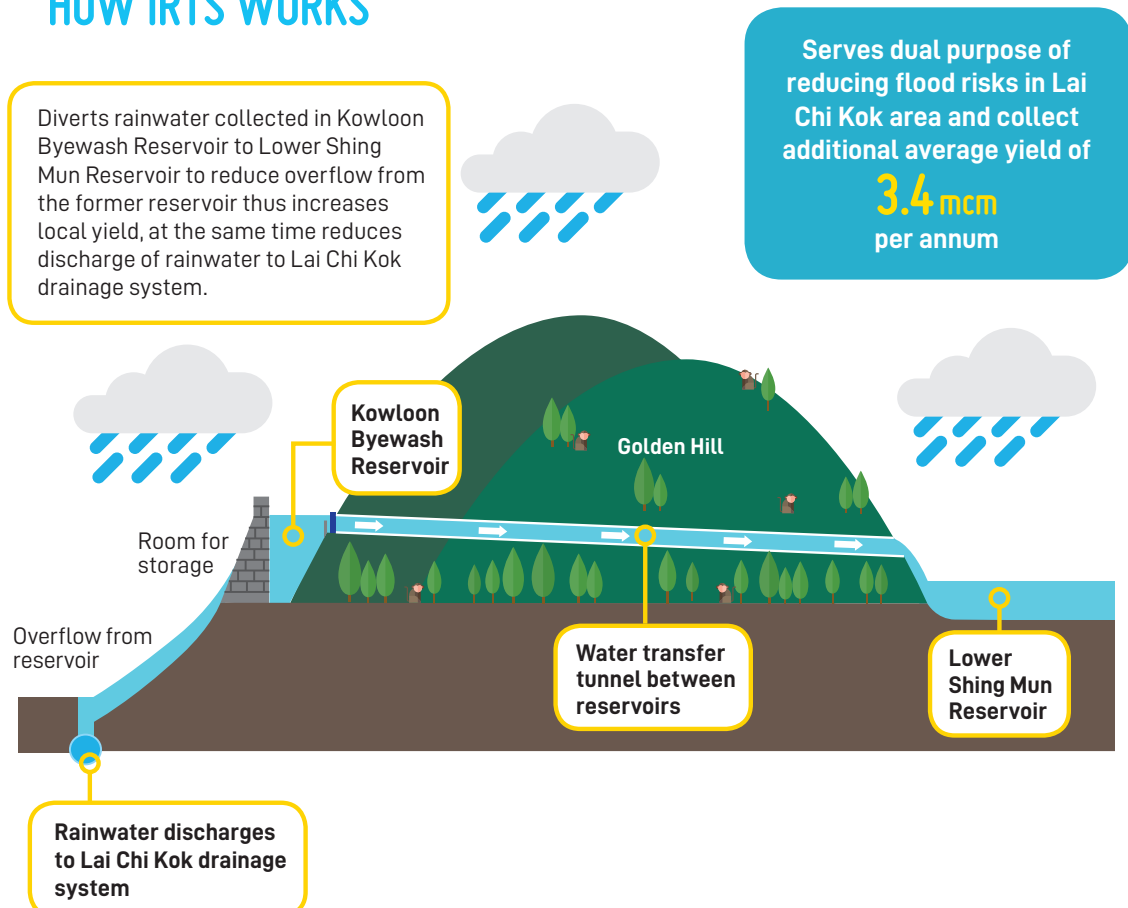 HOW IRTS WORKS
Serves dual purpose of
reducing flood risks in Lai
Chi Kok area and collect
additional average yield of
3.4 mcm
per annum
Diverts rainwater collected in Kowloon
Byewash Reservoir to Lower Shing
Mun Reservoir to reduce overflow from
the former reservoir thus increases
local yield, at the same time reduces
discharge of rainwater to Lai Chi Kok
drainage system.
Kowloon
Byewash
Reservoir
Golden Hill
Room for
storage
Overflow from
reservoir
Water transfer
tunnel between
reservoirs
Lower
Shing Mun
Reservoir
Rainwater discharges
to Lai Chi Kok drainage
system